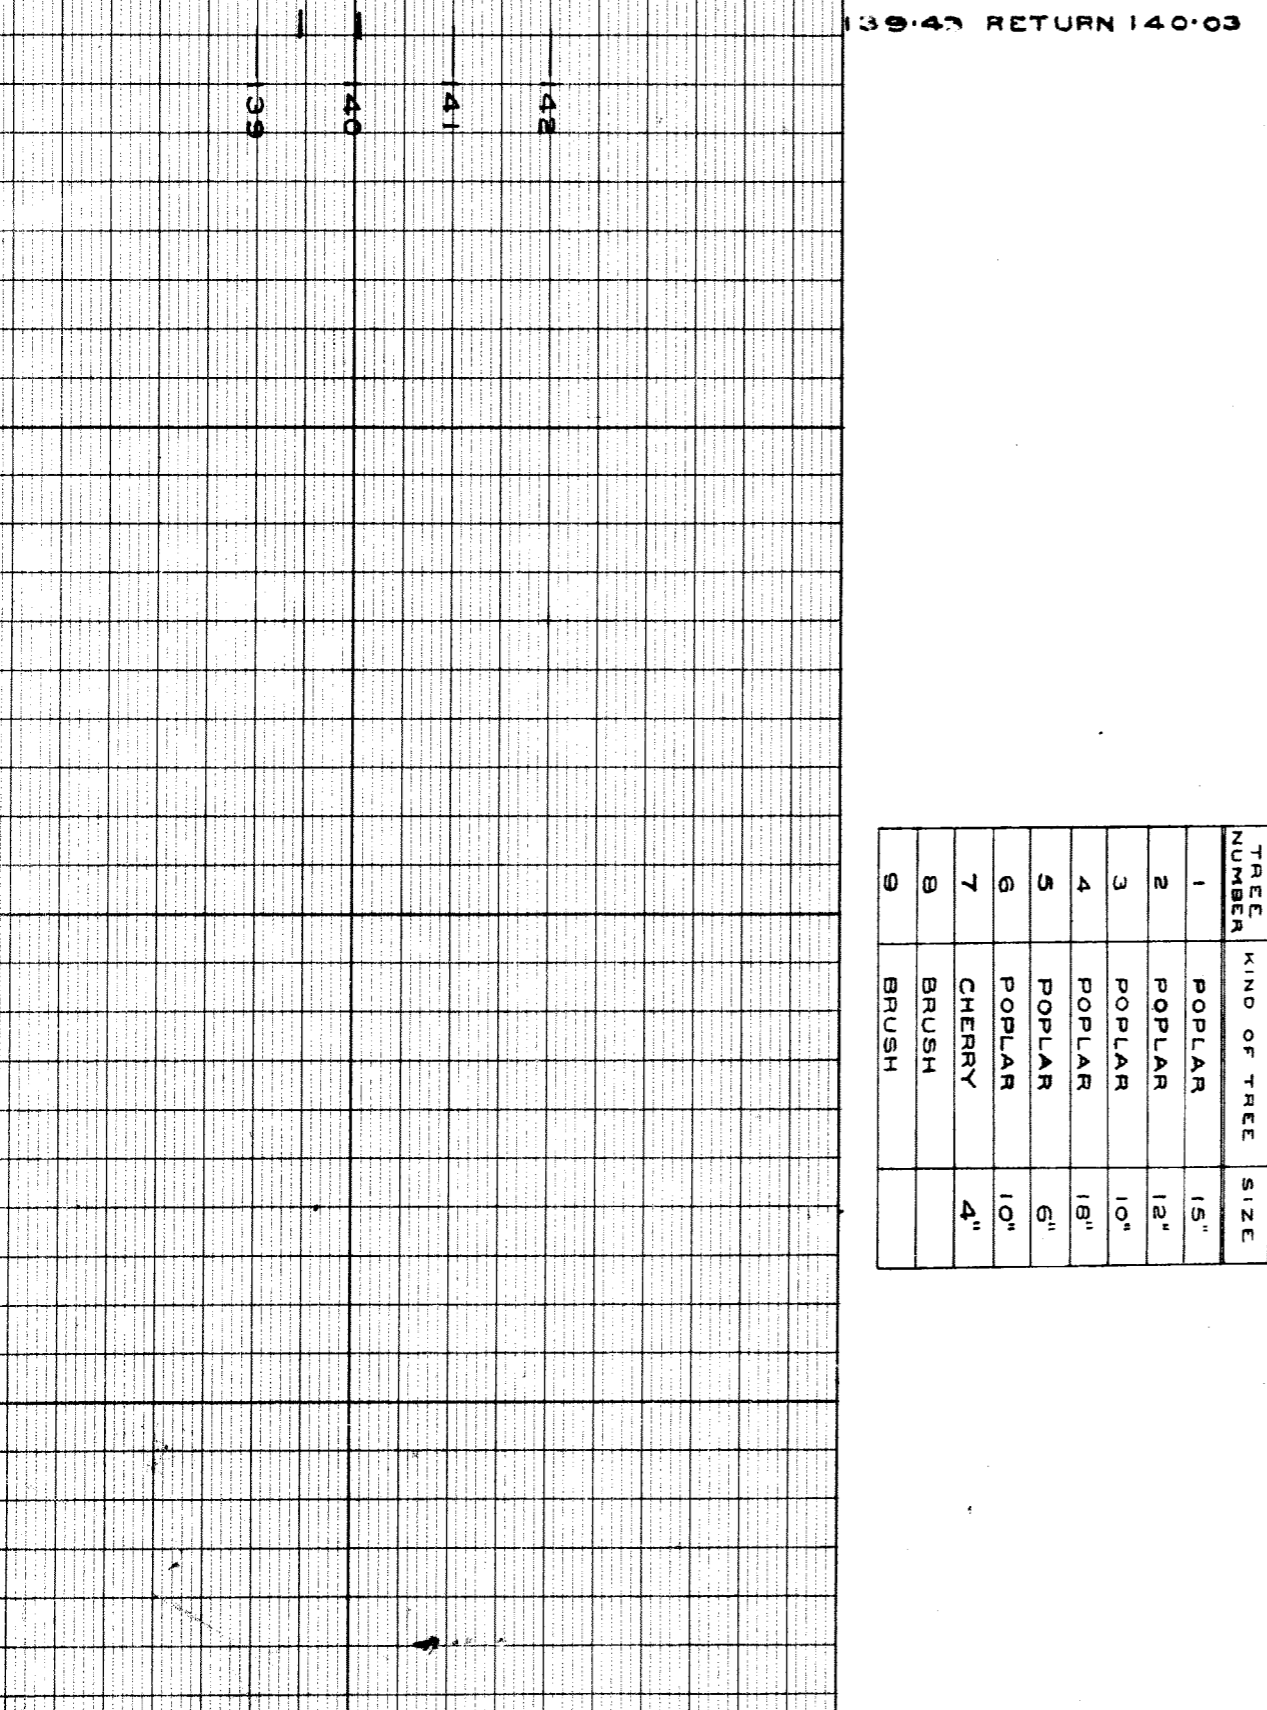 RETURN 140·03
139
140
141
142
TREE NUMBER KIND OF TREE SIZE
1 POPLAR 15"
2 POPLAR 12"
3 POPLAR 10"
4 POPLAR 18"
5 POPLAR 6"
6 POPLAR 10"
7 CHERRY 4"
8 BRUSH
9 BRUSH